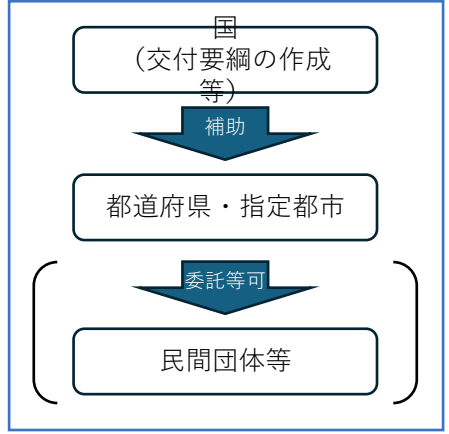 国
（交付要綱の作成
等）
補助
都道府県・指定都市
委託等可
民間団体等